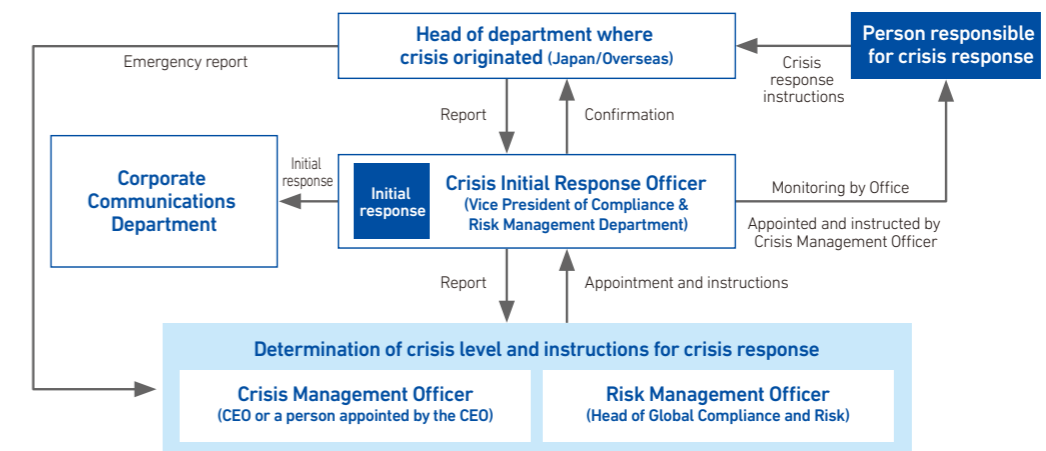 Head of department where
crisis originated (Japan/Overseas)
Person responsible
for crisis response
Emergency report
Crisis
response
instructions
Report
Confirmation
Corporate
Communications
Department
Initial
response
Initial
response
Crisis Initial Response Officer
(Vice President of Compliance &
Risk Management Department)
Monitoring by Office
Appointed and instructed by
Crisis Management Officer
Report
Appointment and instructions
Determination of crisis level and instructions for crisis response
Crisis Management Officer
(CEO or a person appointed by the CEO)
Risk Management Officer
(Head of Global Compliance and Risk)